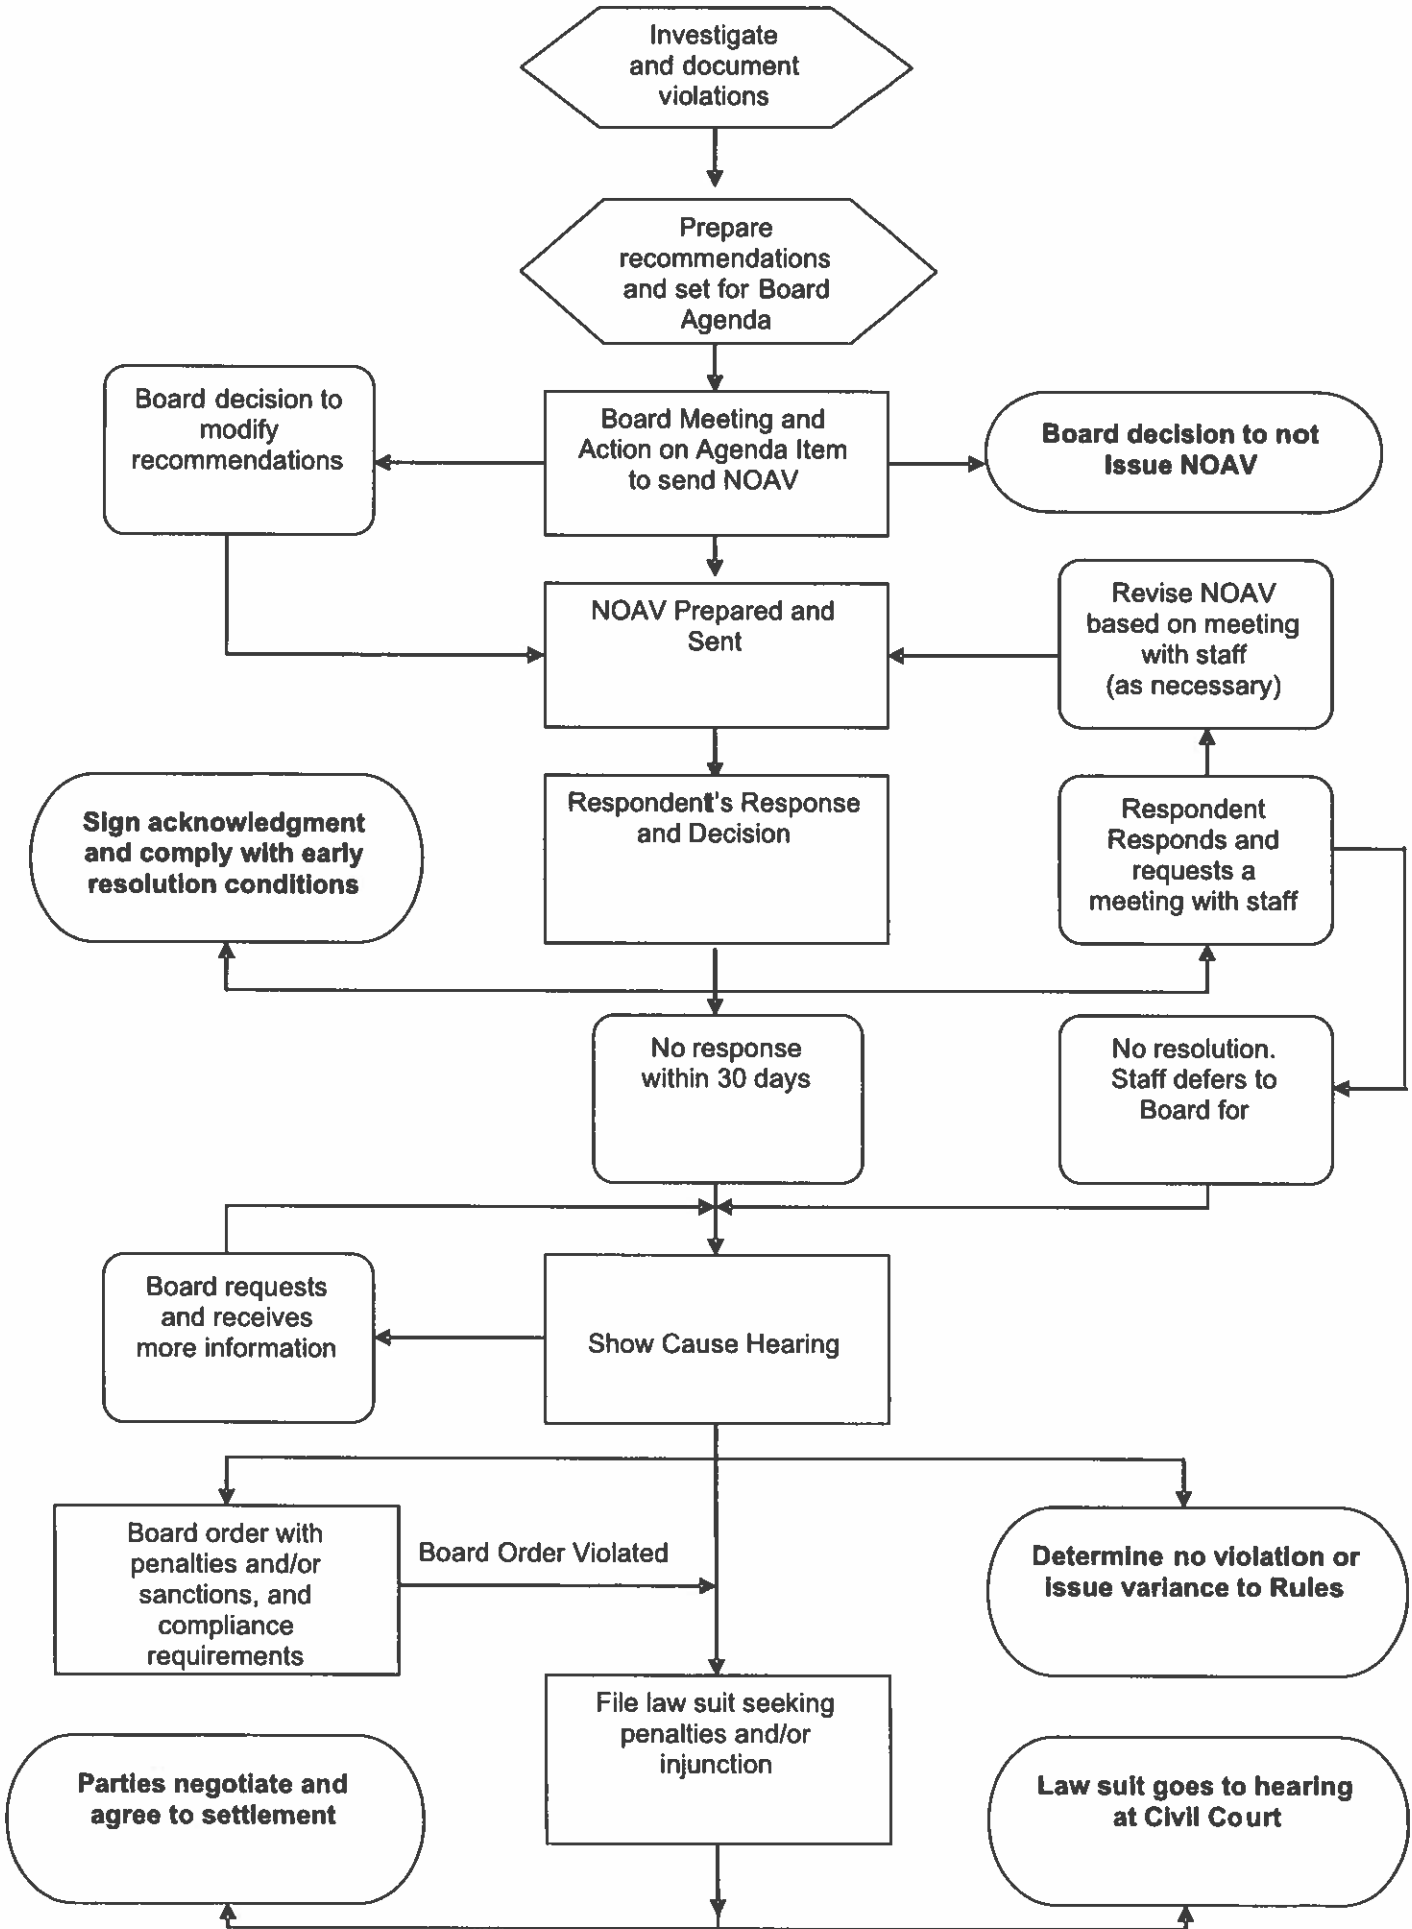 Investigate
and document
violations
Prepare
recommendations
and set for Board
Agenda
Board decision to
modify
recommendations
Board Meeting and
Action on Agenda Item
to send NOAV
Board decision to not
issue NOAV
NOAV Prepared and
Sent
Revise NOAV
based on meeting
with staff
(as necessary)
Sign acknowledgment
and comply with early
resolution conditions
Respondent's Response
and Decision
Respondent
Responds and
requests a
meeting with staff
No response
within 30 days
No resolution.
Staff defers to
Board for
Board requests
and receives
more information
Show Cause Hearing
Board order with
penalties and/or
sanctions, and
compliance
requirements
Board Order Violated
Determine no violation or
issue variance to Rules
File law suit seeking
penalties and/or
injunction
Parties negotiate and
agree to settlement
Law suit goes to hearing
at Civil Court